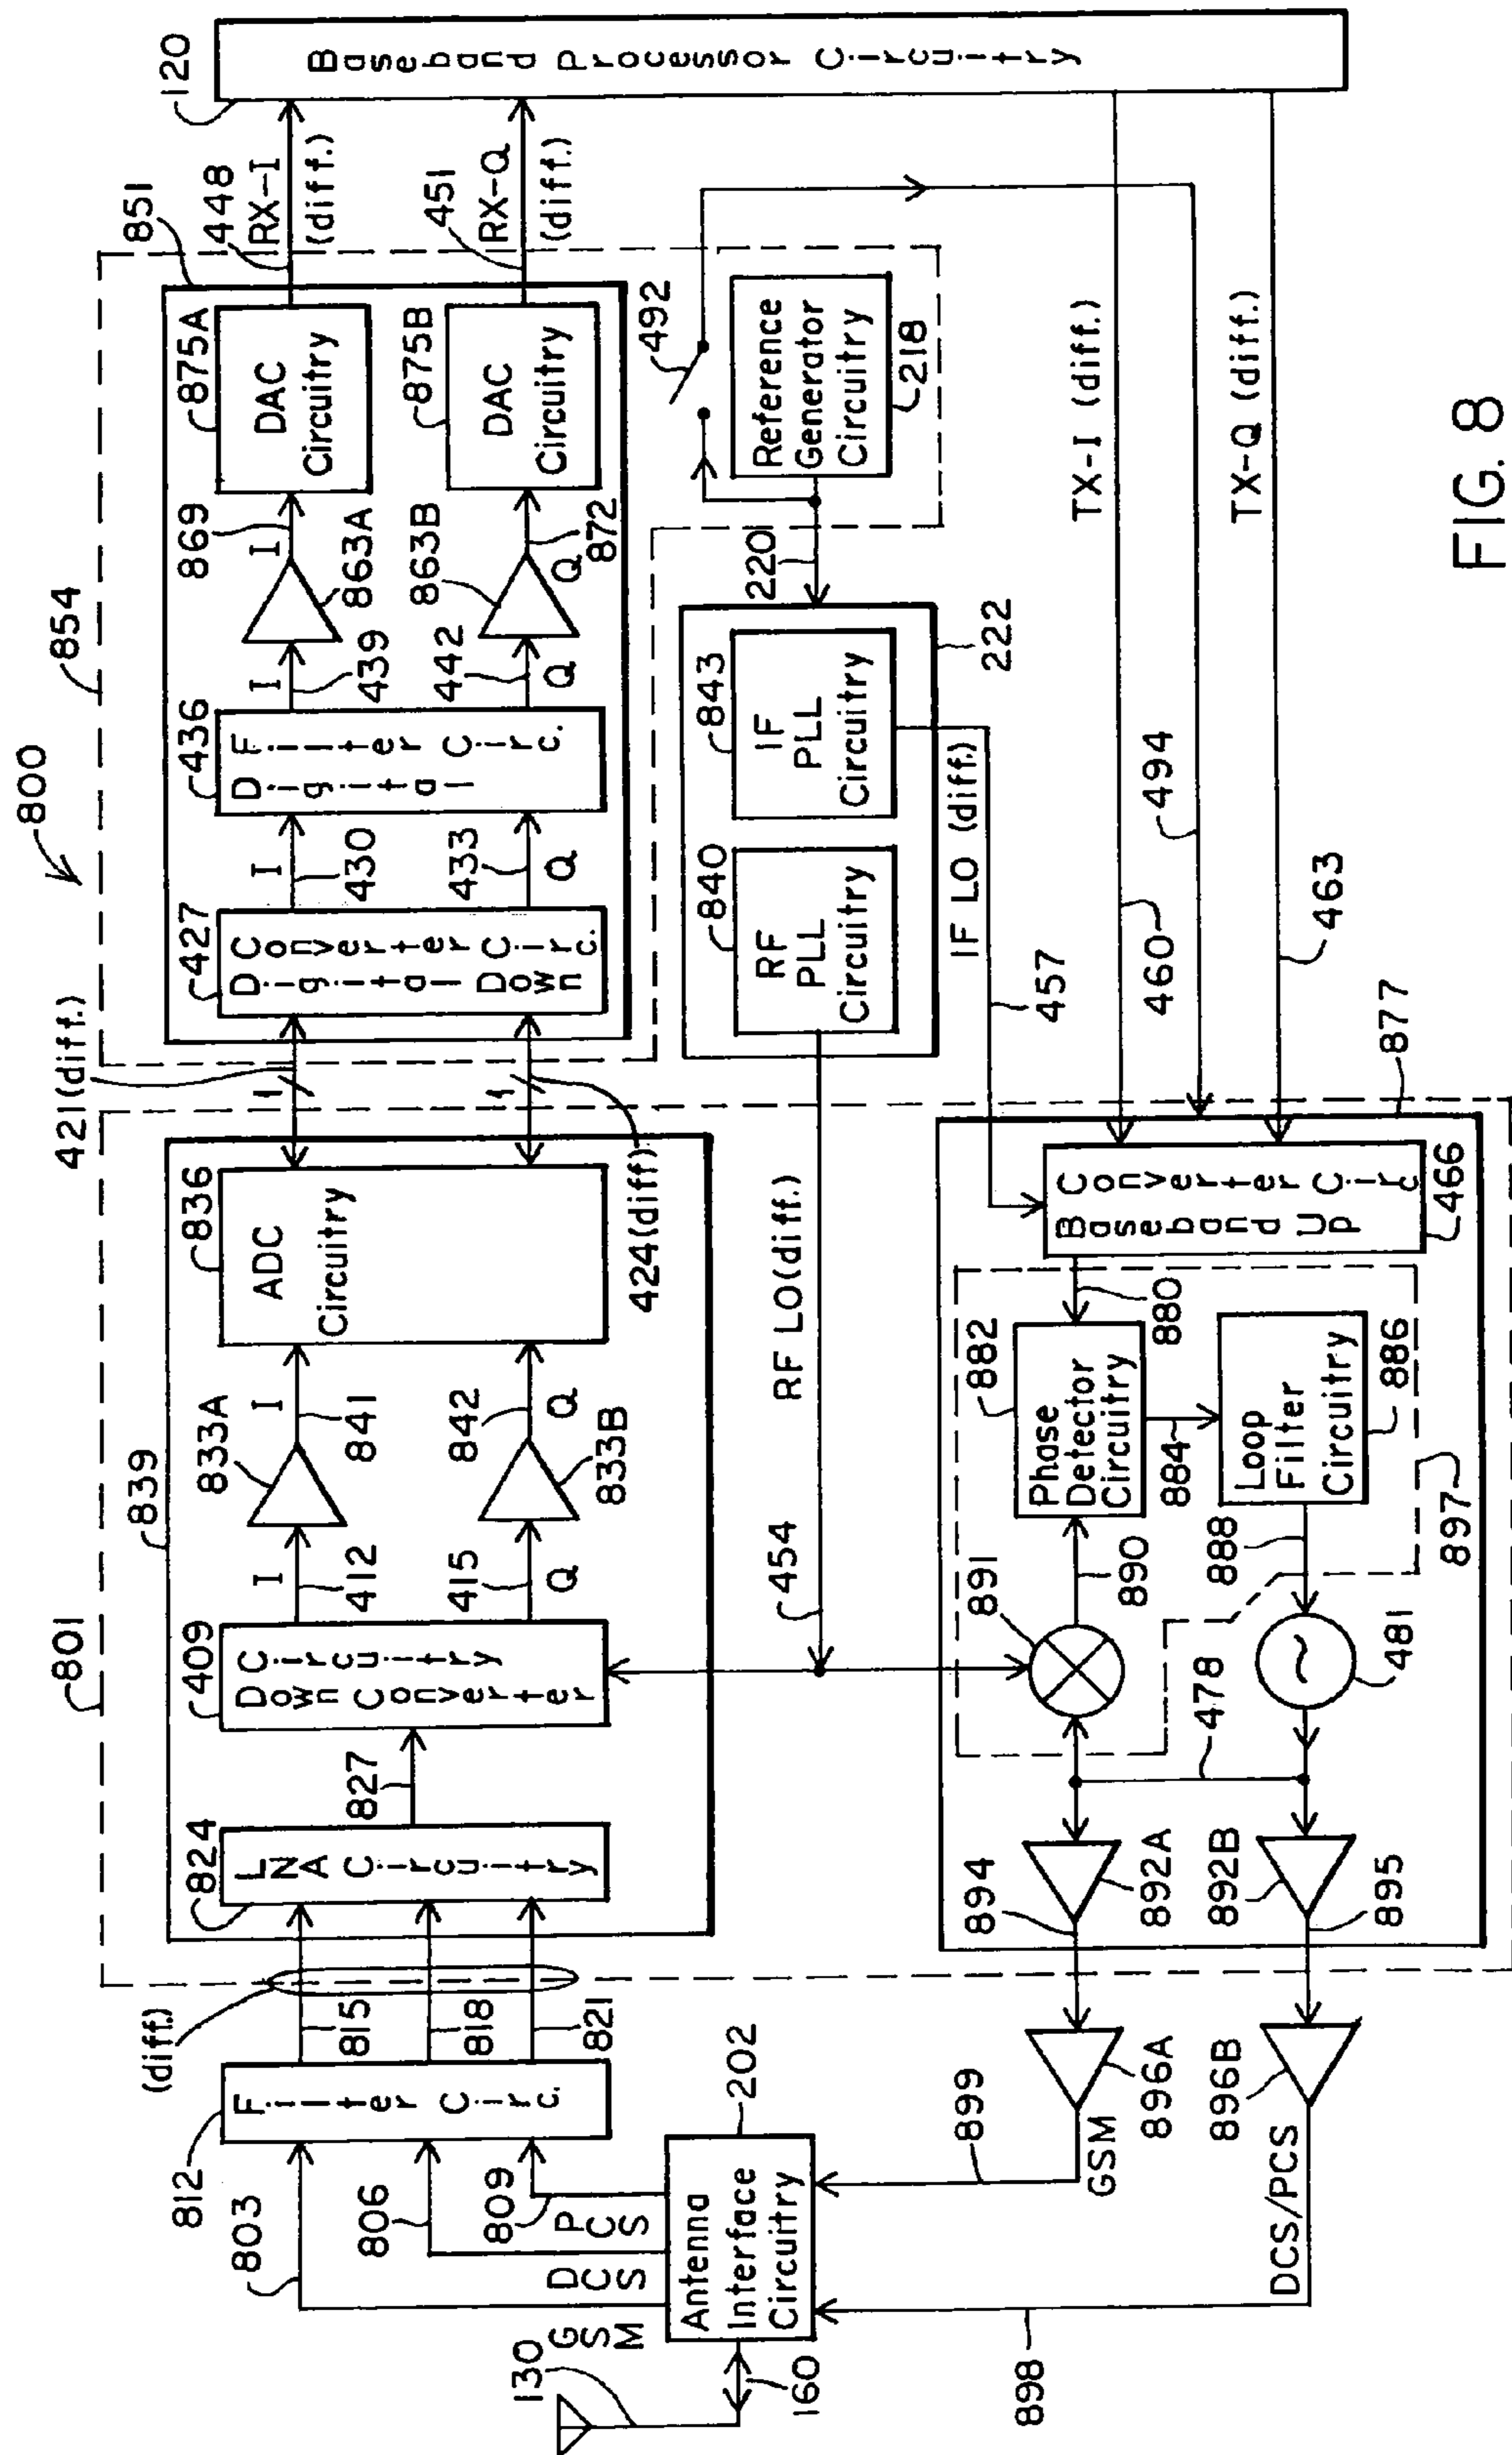 800
801
839
854
851
120
Baseband Processor Circuitry
421(diff.)
448
RX-I
(diff.)
451
RX-Q
(diff.)
(diff.)
812
Filter Circ.
815
818
821
803
806
809
GSM
DCS
PCS
130
160
202
Antenna
Interface
Circuitry
824
LNA Circuitry
827
409
Down Converter
Circuitry
I
412
415
Q
833A
833B
I
841
842
Q
836
ADC
Circuitry
1
1
424(diff)
427
Digital Down
Converter Circ.
I
430
433
Q
436
Digital
Filter Circ.
I
439
442
Q
863A
863B
869
I
Q
872
875A
DAC
Circuitry
875B
DAC
Circuitry
492
Reference
Generator
Circuitry
218
220
222
840
RF
PLL
Circuitry
843
IF
PLL
Circuitry
RF LO(diff.)
454
IF LO (diff.)
457
TX-I (diff.)
460
494
TX-Q (diff.)
463
877
Baseband Up
Converter Circ
466
880
882
Phase
Detector
Circuitry
884
Loop
Filter
Circuitry
886
888
890
891
897
478
481
892A
892B
894
895
896A
896B
899
GSM
DCS/PCS
898
FIG. 8